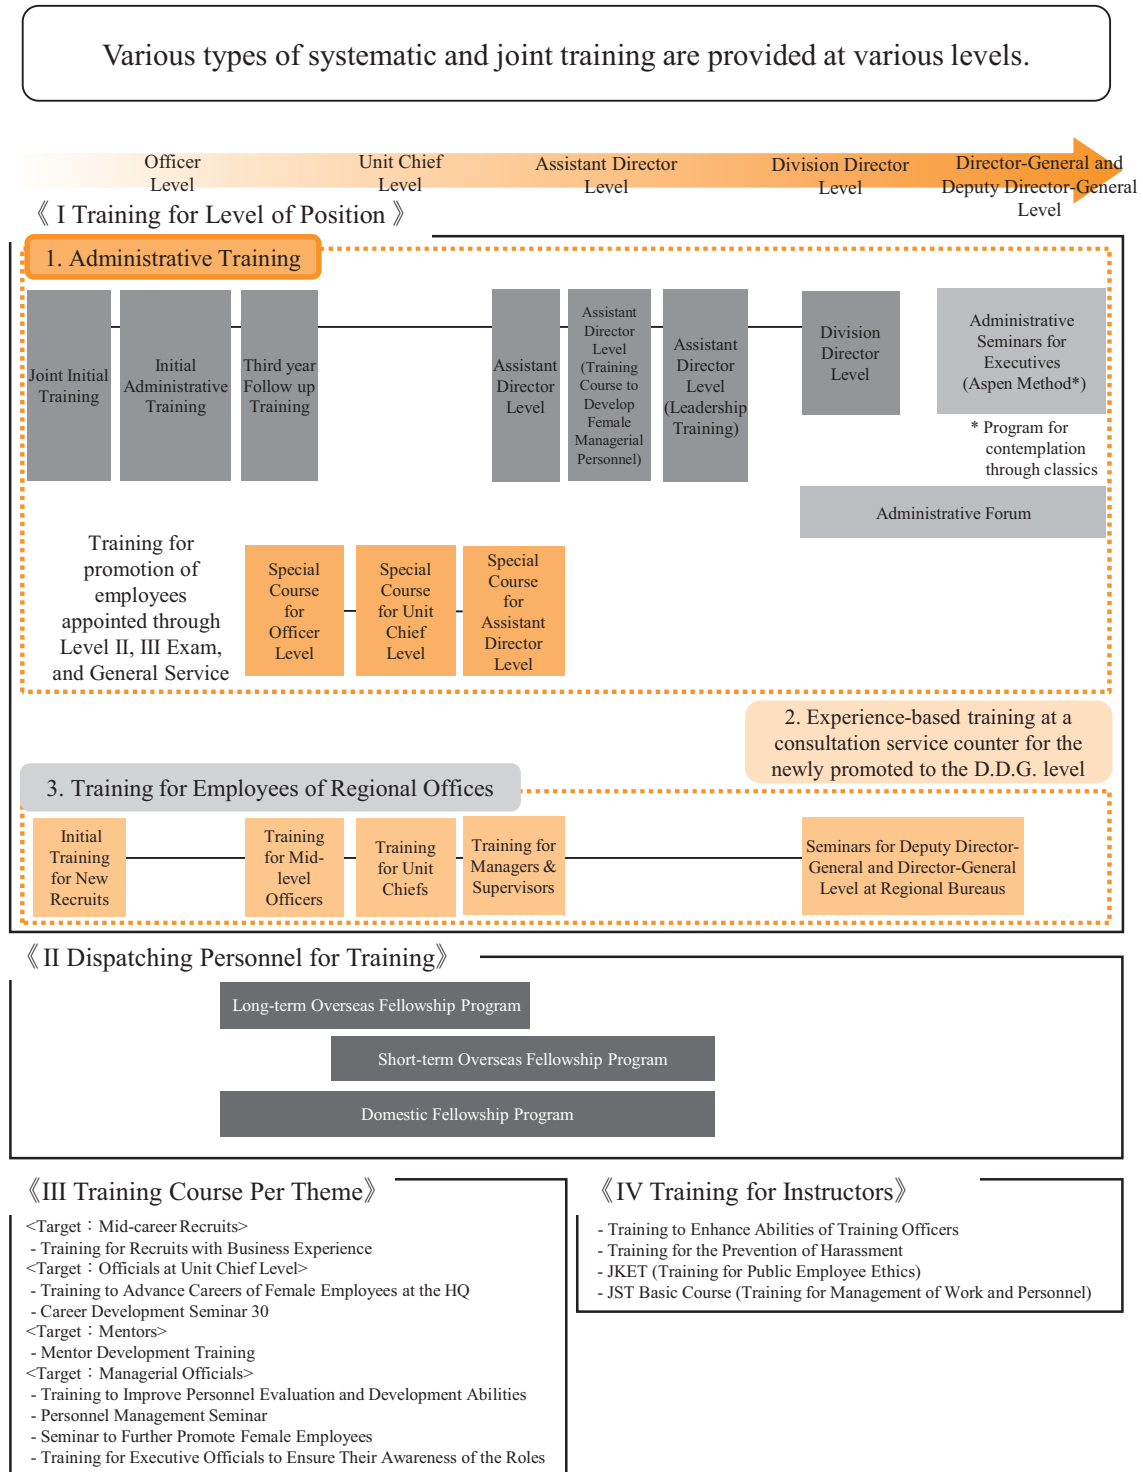 Various types of systematic and joint training are provided at various levels.
Officer
Level
Unit Chief
Level
Assistant Director
Level
Division Director
Level
Director-General and
Deputy Director-General
Level
《 I Training for Level of Position 》
1. Administrative Training
Joint Initial
Training
Initial
Administrative
Training
Third year
Follow up
Training
Assistant
Director
Level
Assistant
Director
Level
(Training
Course to
Develop
Female
Managerial
Personnel)
Assistant
Director
Level
(Leadership
Training)
Division
Director
Level
Administrative
Seminars for
Executives
(Aspen Method*)
* Program for
contemplation
through classics
Administrative Forum
Training for
promotion of
employees
appointed through
Level II, III Exam,
and General Service
Special
Course
for
Officer
Level
Special
Course
for Unit
Chief
Level
Special
Course
for
Assistant
Director
Level
2. Experience-based training at a
consultation service counter for the
newly promoted to the D.D.G. level
3. Training for Employees of Regional Offices
Initial
Training
for New
Recruits
Training
for Mid-
level
Officers
Training
for Unit
Chiefs
Training for
Managers &
Supervisors
Seminars for Deputy Director-
General and Director-General
Level at Regional Bureaus
《II Dispatching Personnel for Training》
Long-term Overseas Fellowship Program
Short-term Overseas Fellowship Program
Domestic Fellowship Program
《III Training Course Per Theme》
<Target：Mid-career Recruits>
- Training for Recruits with Business Experience
<Target：Officials at Unit Chief Level>
- Training to Advance Careers of Female Employees at the HQ
- Career Development Seminar 30
<Target：Mentors>
- Mentor Development Training
<Target：Managerial Officials>
- Training to Improve Personnel Evaluation and Development Abilities
- Personnel Management Seminar
- Seminar to Further Promote Female Employees
- Training for Executive Officials to Ensure Their Awareness of the Roles
《IV Training for Instructors》
- Training to Enhance Abilities of Training Officers
- Training for the Prevention of Harassment
- JKET (Training for Public Employee Ethics)
- JST Basic Course (Training for Management of Work and Personnel)